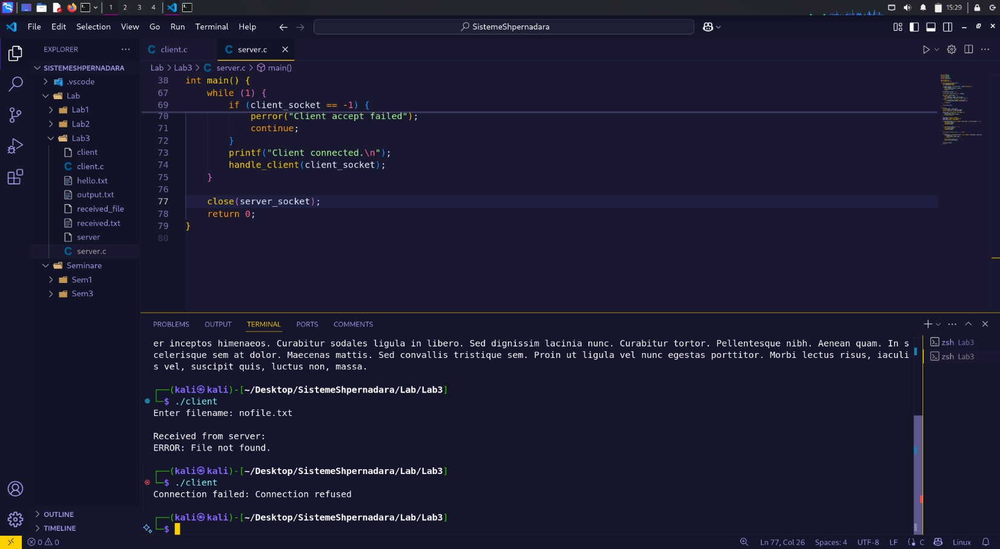 1 2 3 4 15:29
File Edit Selection View Go Run Terminal Help SistemeShpernadara
EXPLORER
client.c server.c
SISTEMESHPERNADARA
.vscode
Lab
Lab1
Lab2
Lab3
client
client.c
hello.txt
output.txt
received_file
received.txt
server
server.c
Seminare
Sem1
Sem3
OUTLINE
TIMELINE
Lab > Lab3 > server.c > main()
38 int main() {
67 while (1) {
69 if (client_socket == -1) {
70 perror("Client accept failed");
71 continue;
72 }
73 printf("Client connected.\n");
74 handle_client(client_socket);
75 }
76
77 close(server_socket);
78 return 0;
79 }
80
PROBLEMS OUTPUT TERMINAL PORTS COMMENTS
zsh Lab3
zsh Lab3
er inceptos himenaeos. Curabitur sodales ligula in libero. Sed dignissim lacinia nunc. Curabitur tortor. Pellentesque nibh. Aenean quam. In s
celerisque sem at dolor. Maecenas mattis. Sed convallis tristique sem. Proin ut ligula vel nunc egestas porttitor. Morbi lectus risus, iaculi
s vel, suscipit quis, luctus non, massa.
┌──(kali㉿kali)-[~/Desktop/SistemeShpernadara/Lab/Lab3]
└─$ ./client
Enter filename: nofile.txt
Received from server:
ERROR: File not found.
┌──(kali㉿kali)-[~/Desktop/SistemeShpernadara/Lab/Lab3]
└─$ ./client
Connection failed: Connection refused
┌──(kali㉿kali)-[~/Desktop/SistemeShpernadara/Lab/Lab3]
└─$
0 0 Ln 77, Col 26 Spaces: 4 UTF-8 LF C Linux